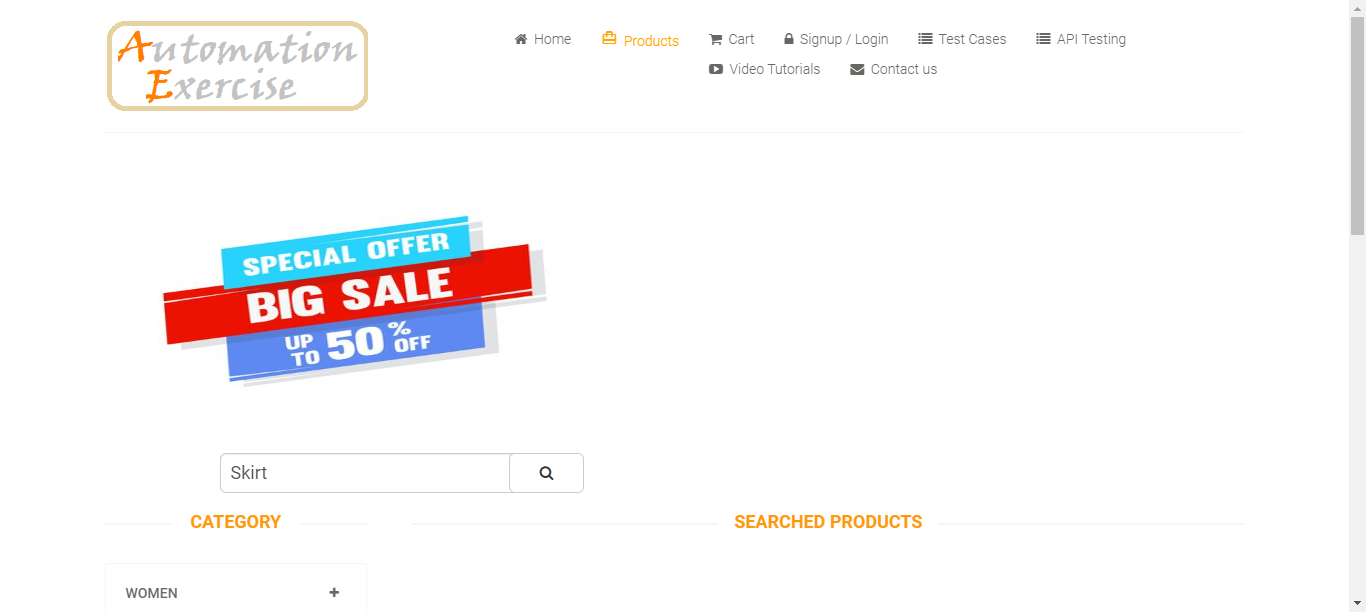 Automation
Exercise
Home
Products
Cart
Signup / Login
Test Cases
API Testing
Video Tutorials
Contact us
SPECIAL OFFER
BIG SALE
UP TO 50% OFF
Skirt
CATEGORY
SEARCHED PRODUCTS
WOMEN